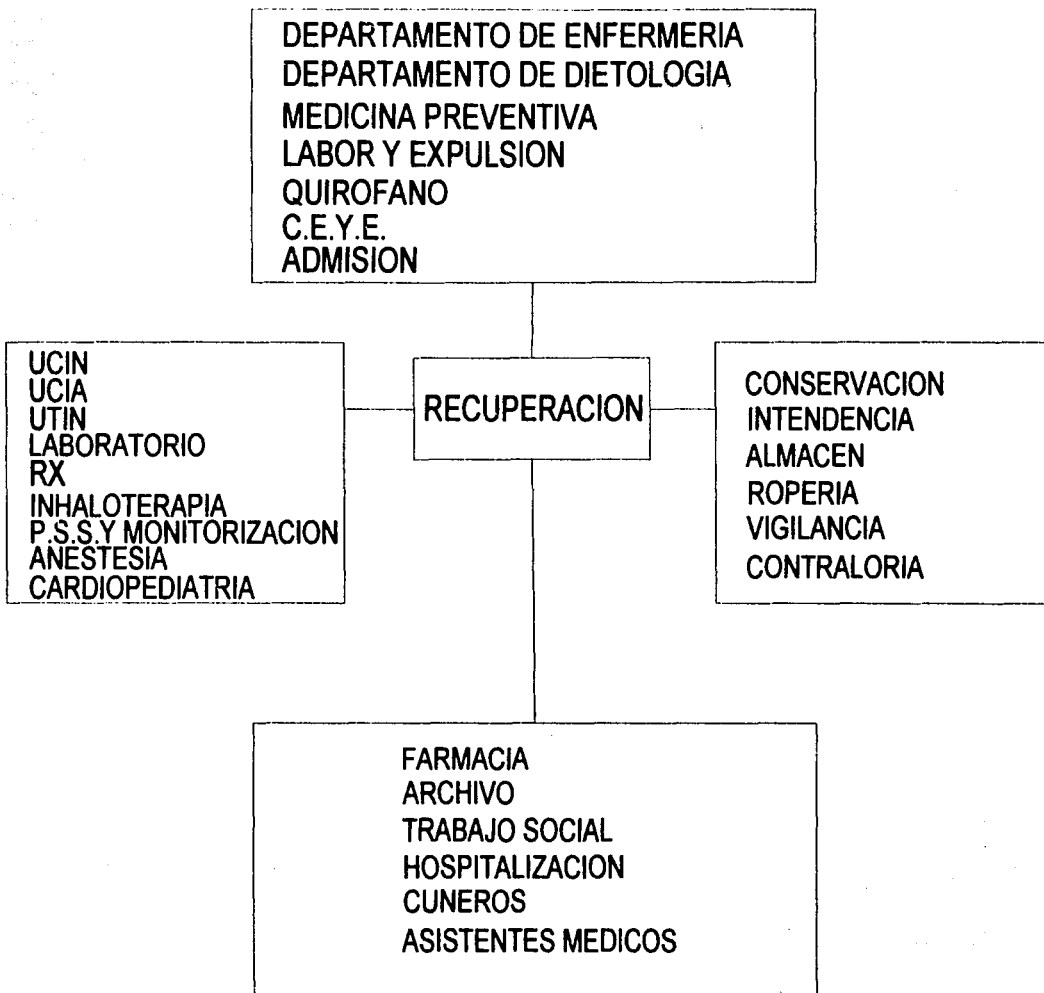 DEPARTAMENTO DE ENFERMERIA
DEPARTAMENTO DE DIETOLOGIA
MEDICINA PREVENTIVA
LABOR Y EXPULSION
QUIROFANO
C.E.Y.E.
ADMISION
UCIN
UCIA
UTIN
LABORATORIO
RX
INHALOTERAPIA
P.S.S.Y MONITORIZACION
ANESTESIA
CARDIOPEDIATRIA
RECUPERACION
CONSERVACION
INTENDENCIA
ALMACEN
ROPERIA
VIGILANCIA
CONTRALORIA
FARMACIA
ARCHIVO
TRABAJO SOCIAL
HOSPITALIZACION
CUNEROS
ASISTENTES MEDICOS